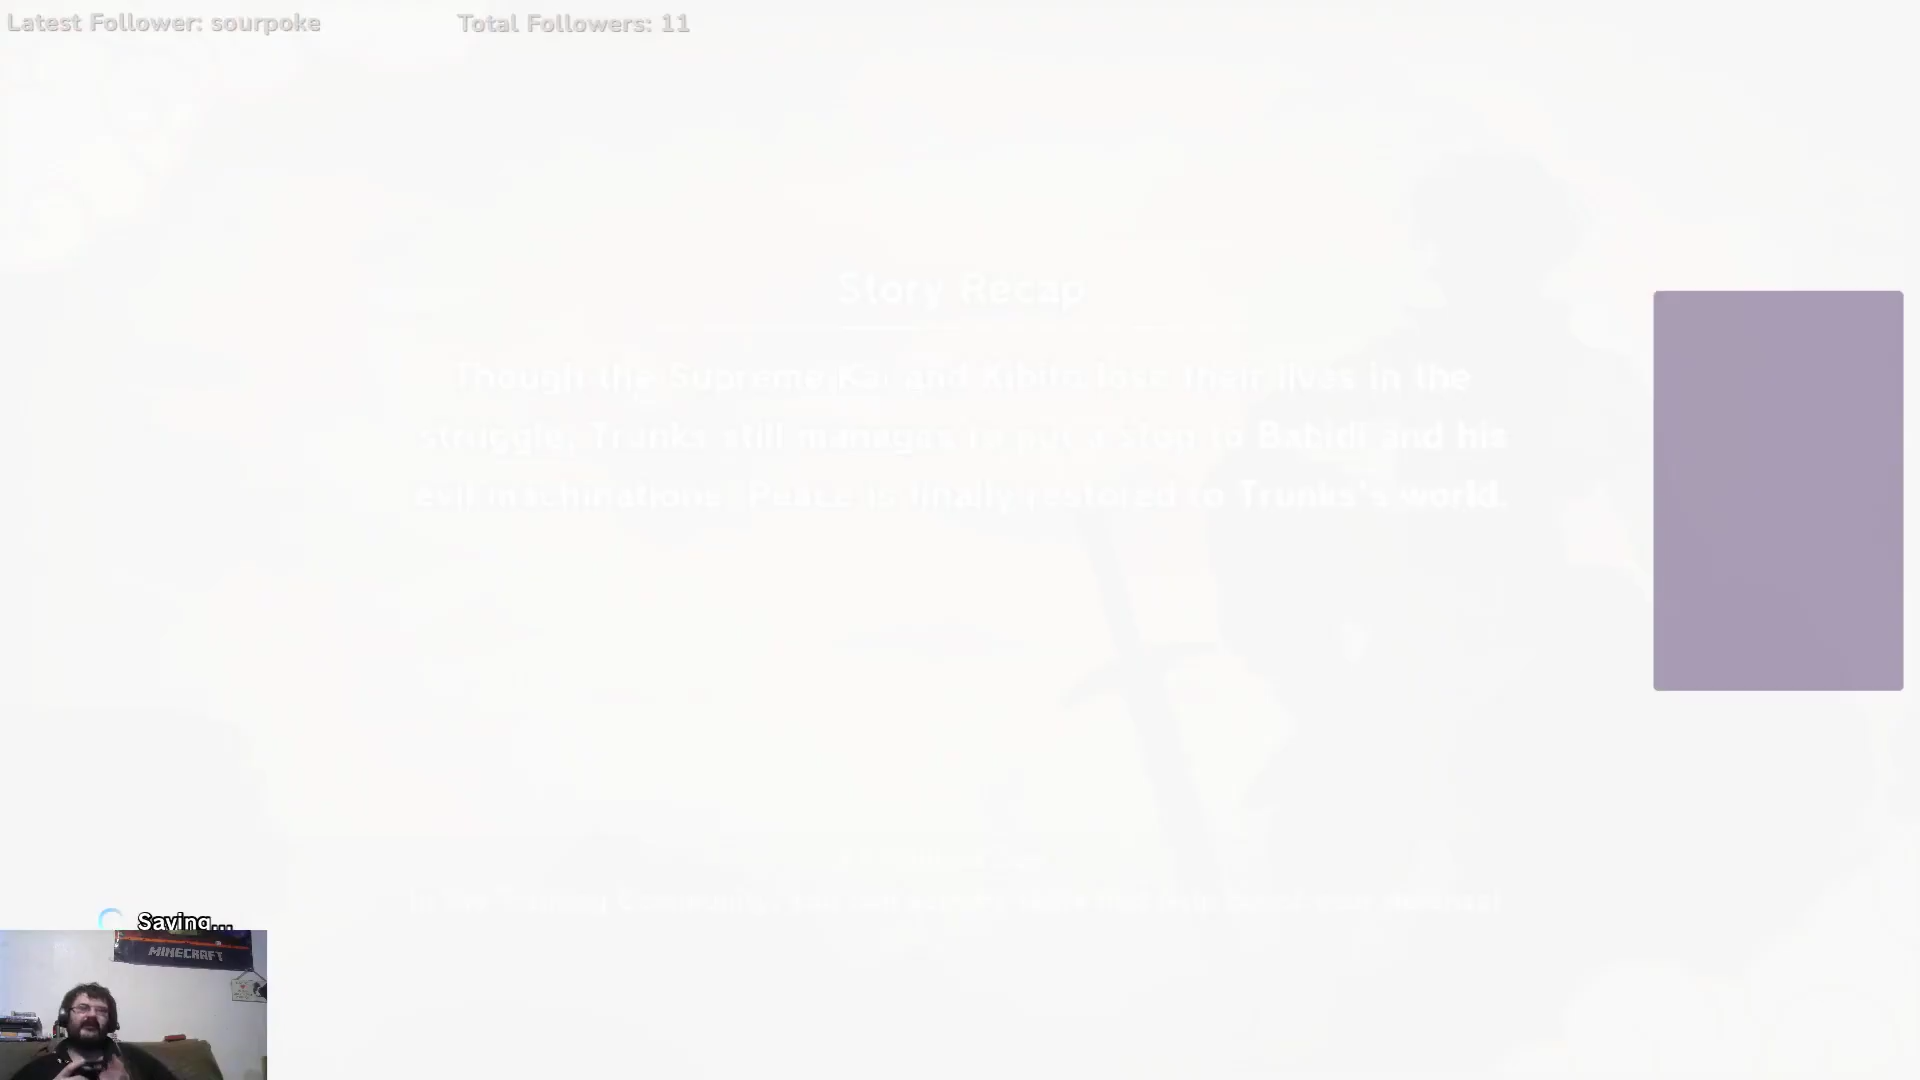 Latest Follower: sourpoke
Total Followers: 11
Story Recap
Though the Supreme Kai and Kibito lose their lives in the
struggle, Trunks still manages to put a stop to Babidi and his
evil machinations. Peace is finally restored to Trunks's world.
Saving...
MINECRAFT